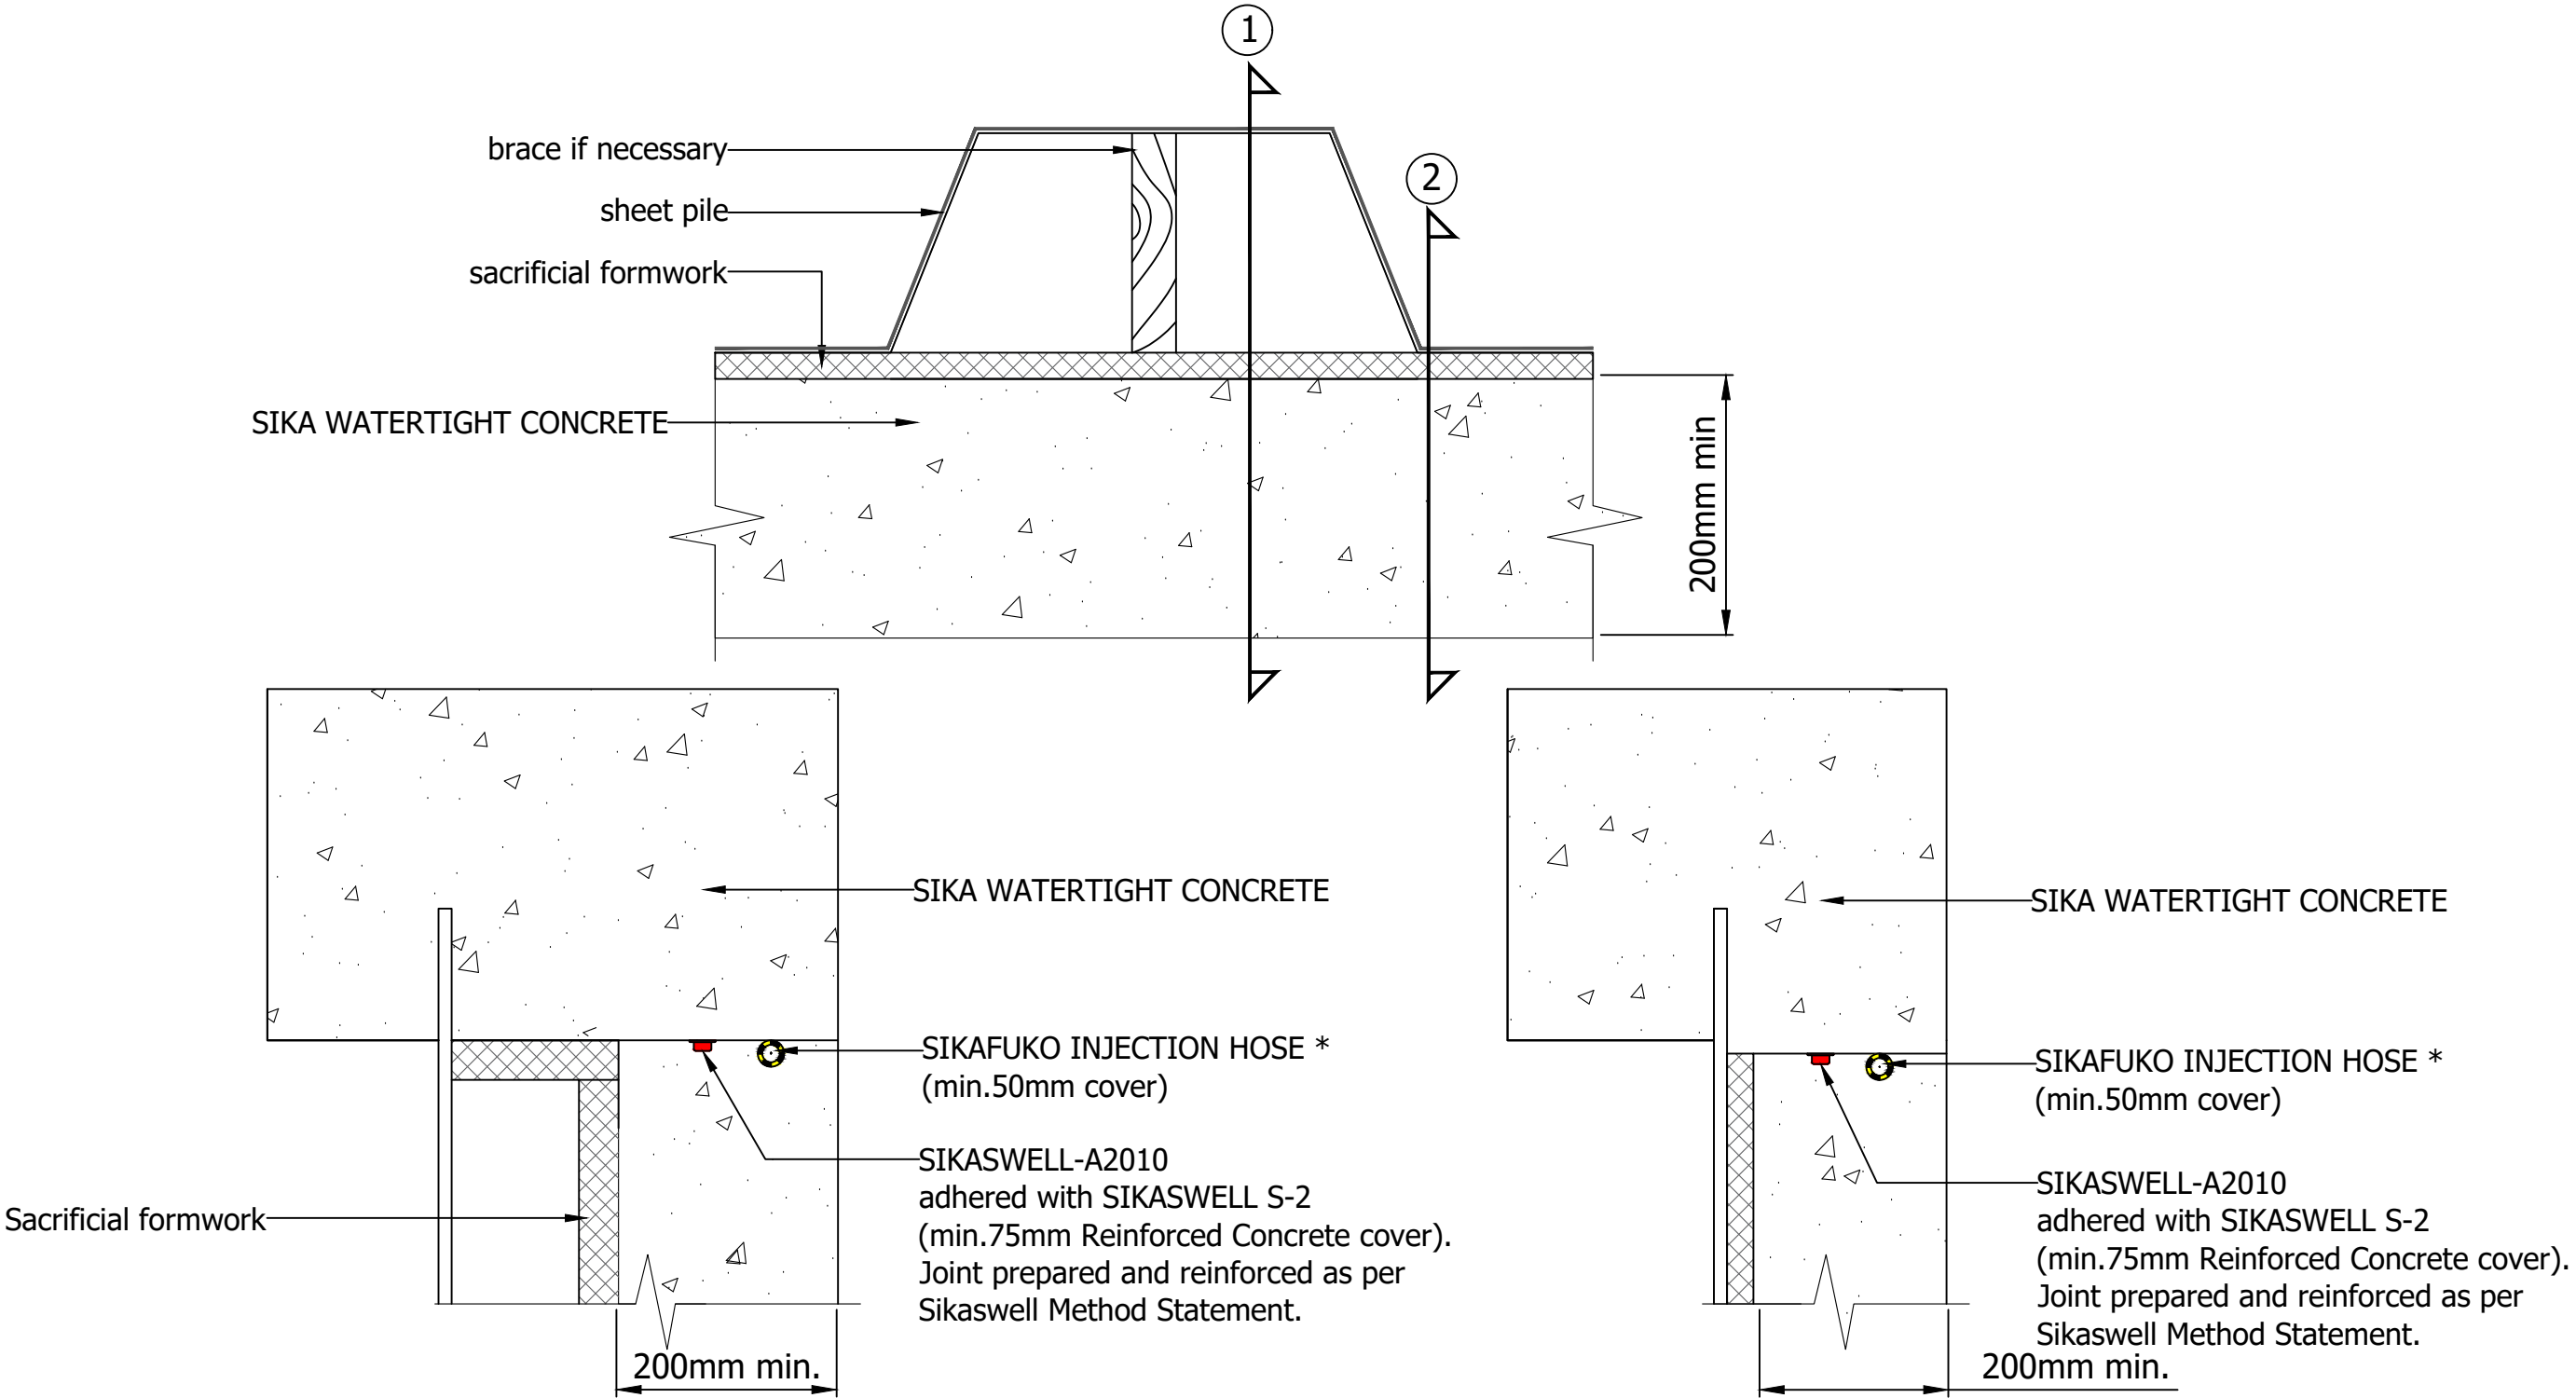 1
brace if necessary
2
sheet pile
sacrificial formwork
SIKA WATERTIGHT CONCRETE
200mm min
SIKA WATERTIGHT CONCRETE
SIKAFUKO INJECTION HOSE *
(min.50mm cover)
SIKASWELL-A2010
adhered with SIKASWELL S-2
(min.75mm Reinforced Concrete cover).
Joint prepared and reinforced as per
Sikaswell Method Statement.
Sacrificial formwork
200mm min.
SIKA WATERTIGHT CONCRETE
SIKAFUKO INJECTION HOSE *
(min.50mm cover)
SIKASWELL-A2010
adhered with SIKASWELL S-2
(min.75mm Reinforced Concrete cover).
Joint prepared and reinforced as per
Sikaswell Method Statement.
200mm min.